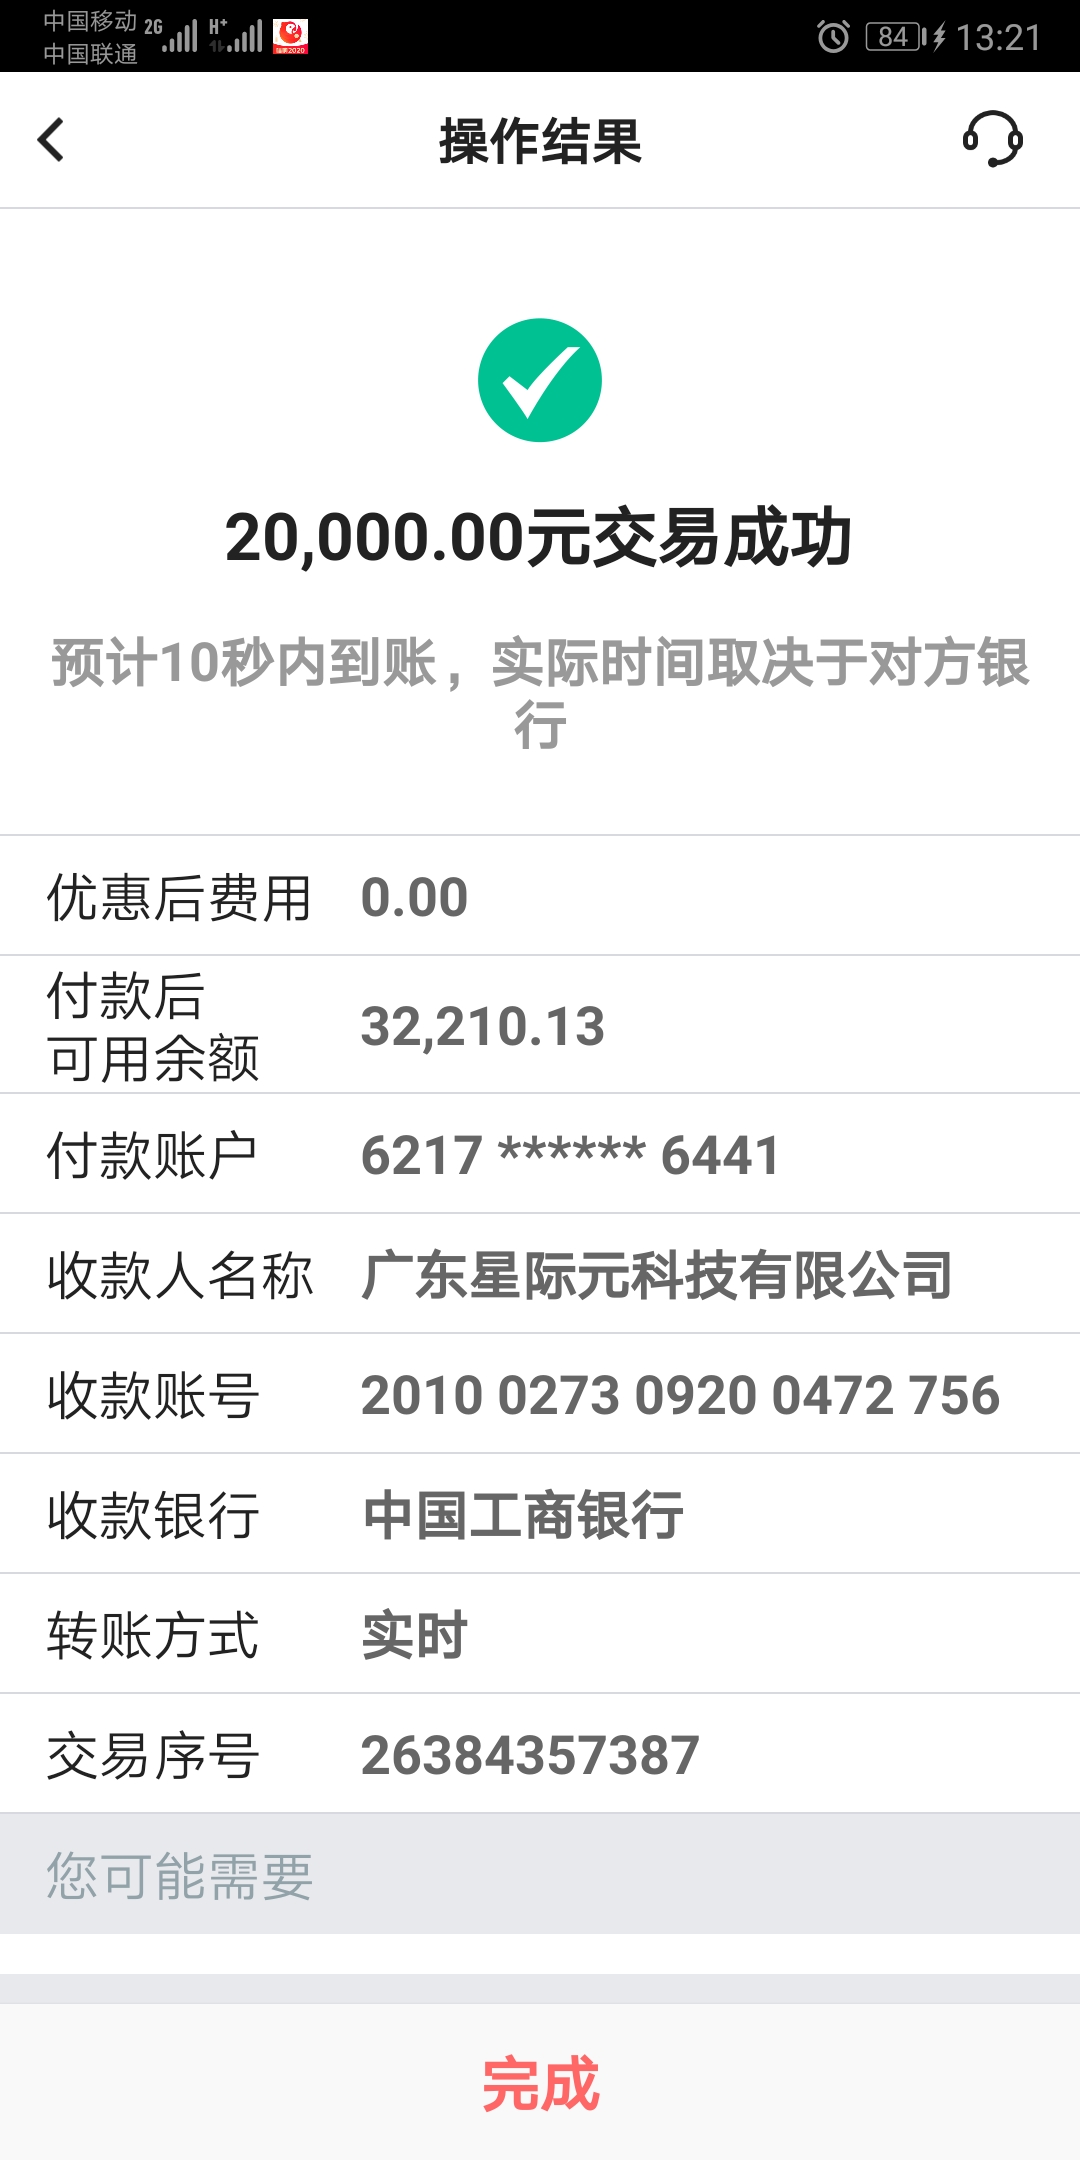 中国移动 2G H+
中国联通
84 13:21
操作结果
20,000.00元交易成功
预计10秒内到账，实际时间取决于对方银
行
优惠后费用 0.00
付款后
可用余额 32,210.13
付款账户 6217 ****** 6441
收款人名称 广东星际元科技有限公司
收款账号 2010 0273 0920 0472 756
收款银行 中国工商银行
转账方式 实时
交易序号 26384357387
您可能需要
完成